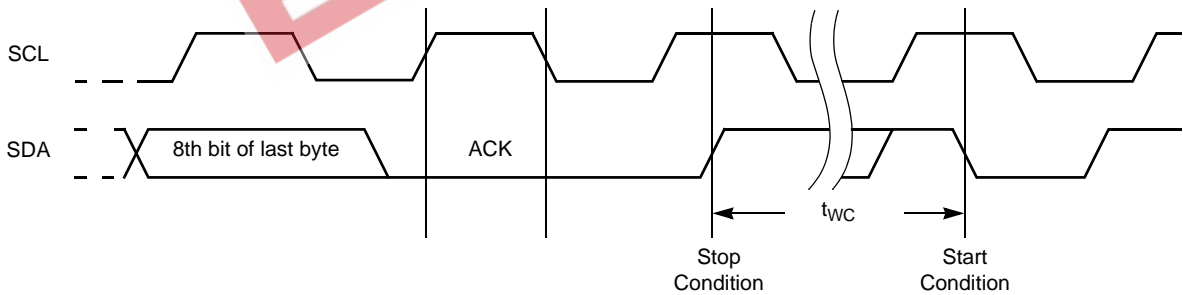 SCL
SDA
8th bit of last byte
ACK
tWC
Stop
Condition
Start
Condition